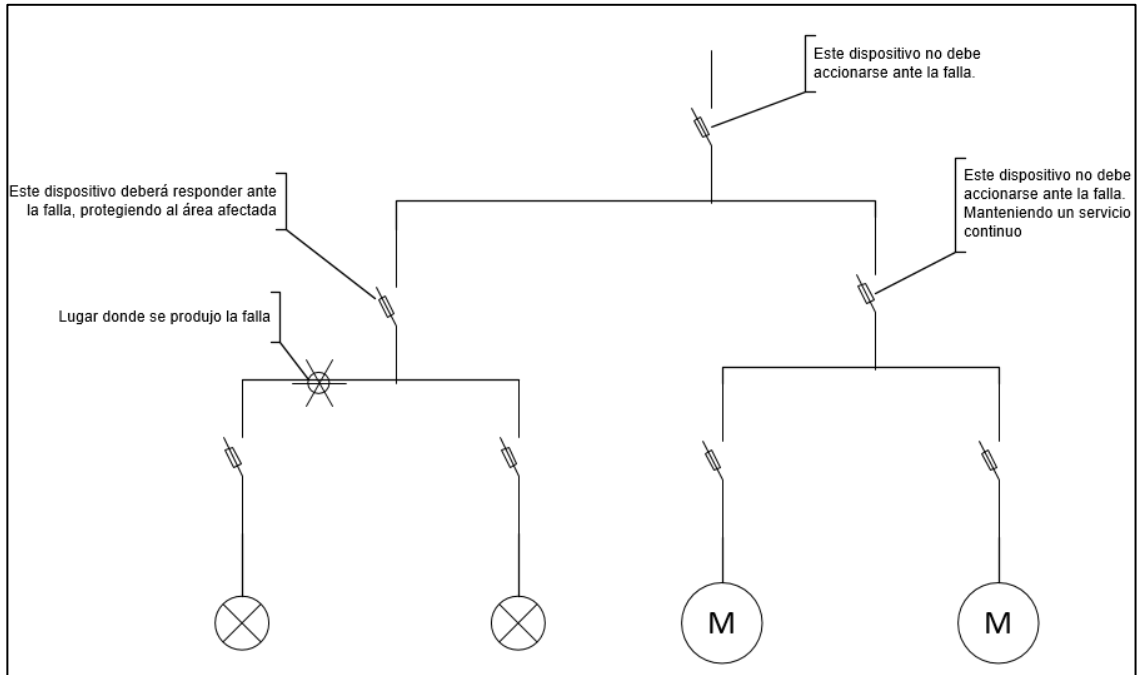 Este dispositivo no debe
accionarse ante la falla.
Este dispositivo no debe
accionarse ante la falla.
Manteniendo un servicio
continuo
Este dispositivo deberá responder ante
la falla, protegiendo al área afectada
Lugar donde se produjo la falla
M
M